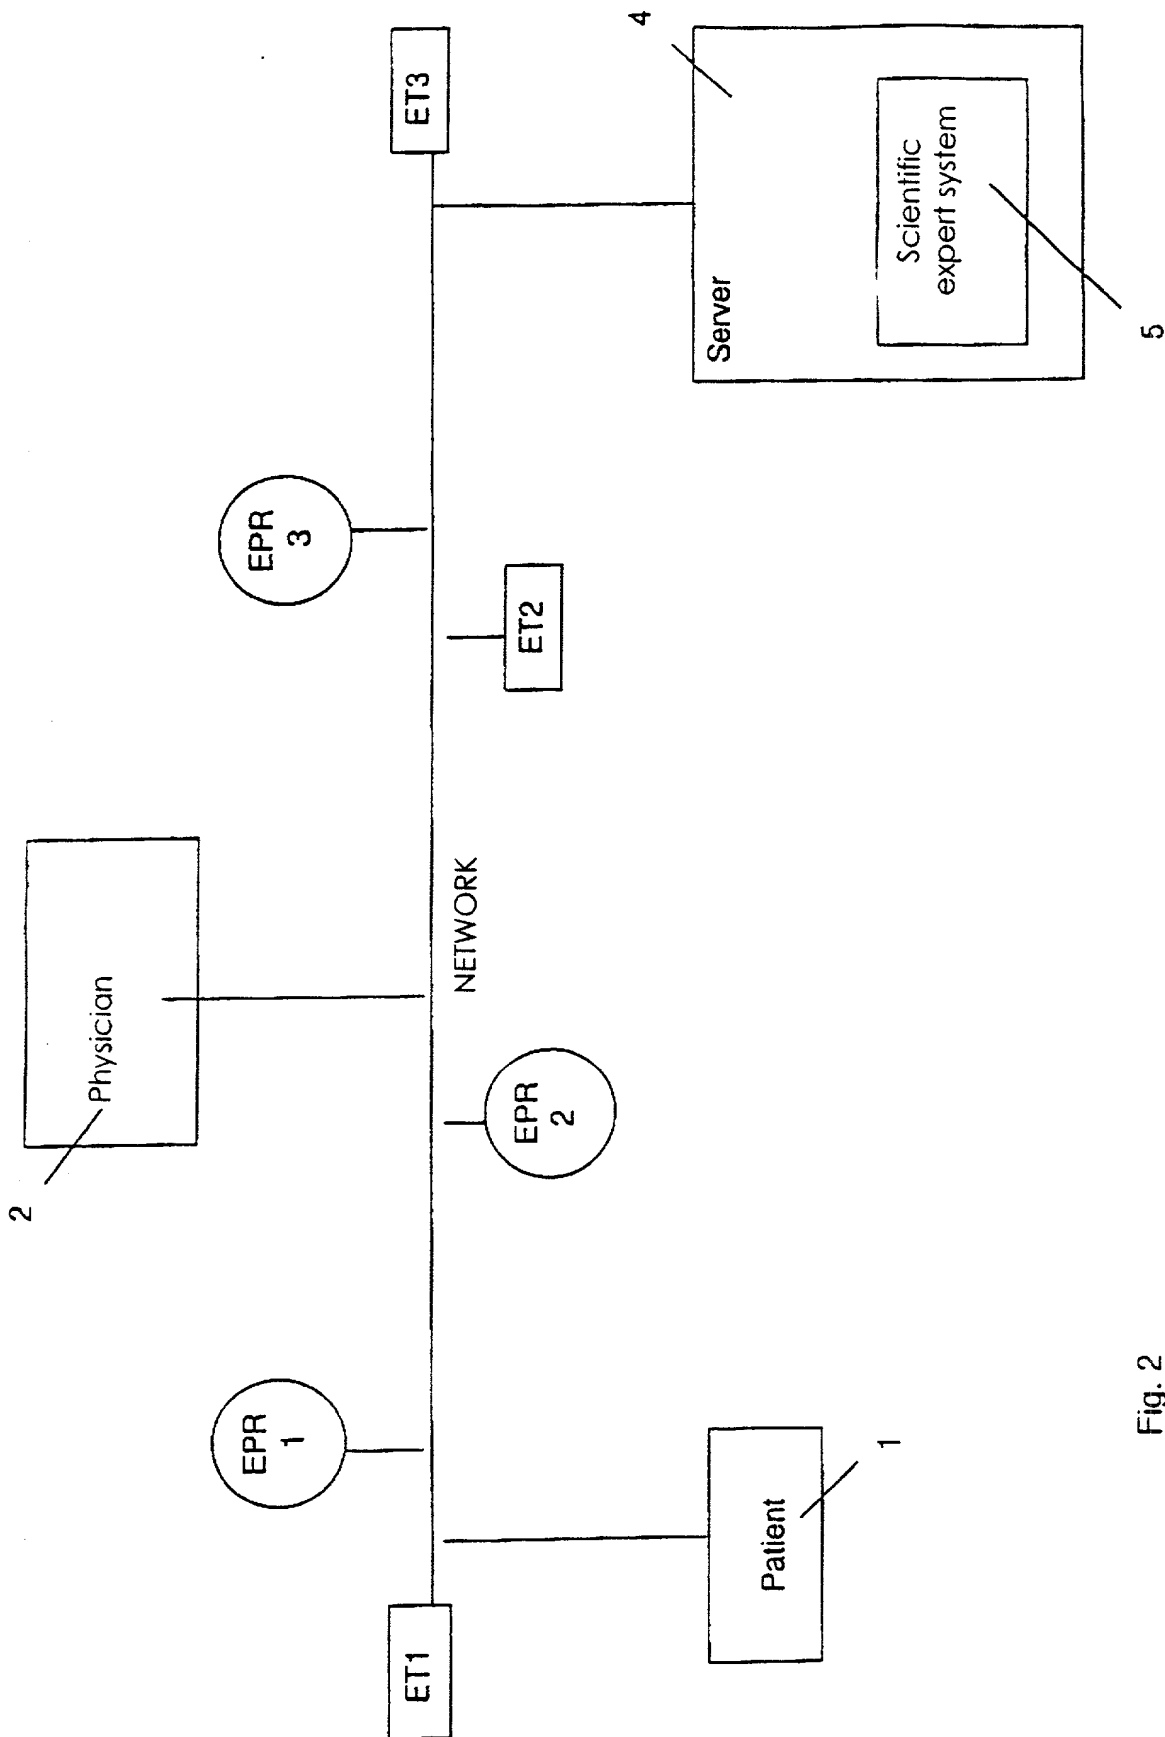 2
Physician
EPR
1
EPR
3
ET1
ET3
NETWORK
EPR
2
ET2
Patient
1
Server
4
Scientific
expert system
5
Fig. 2